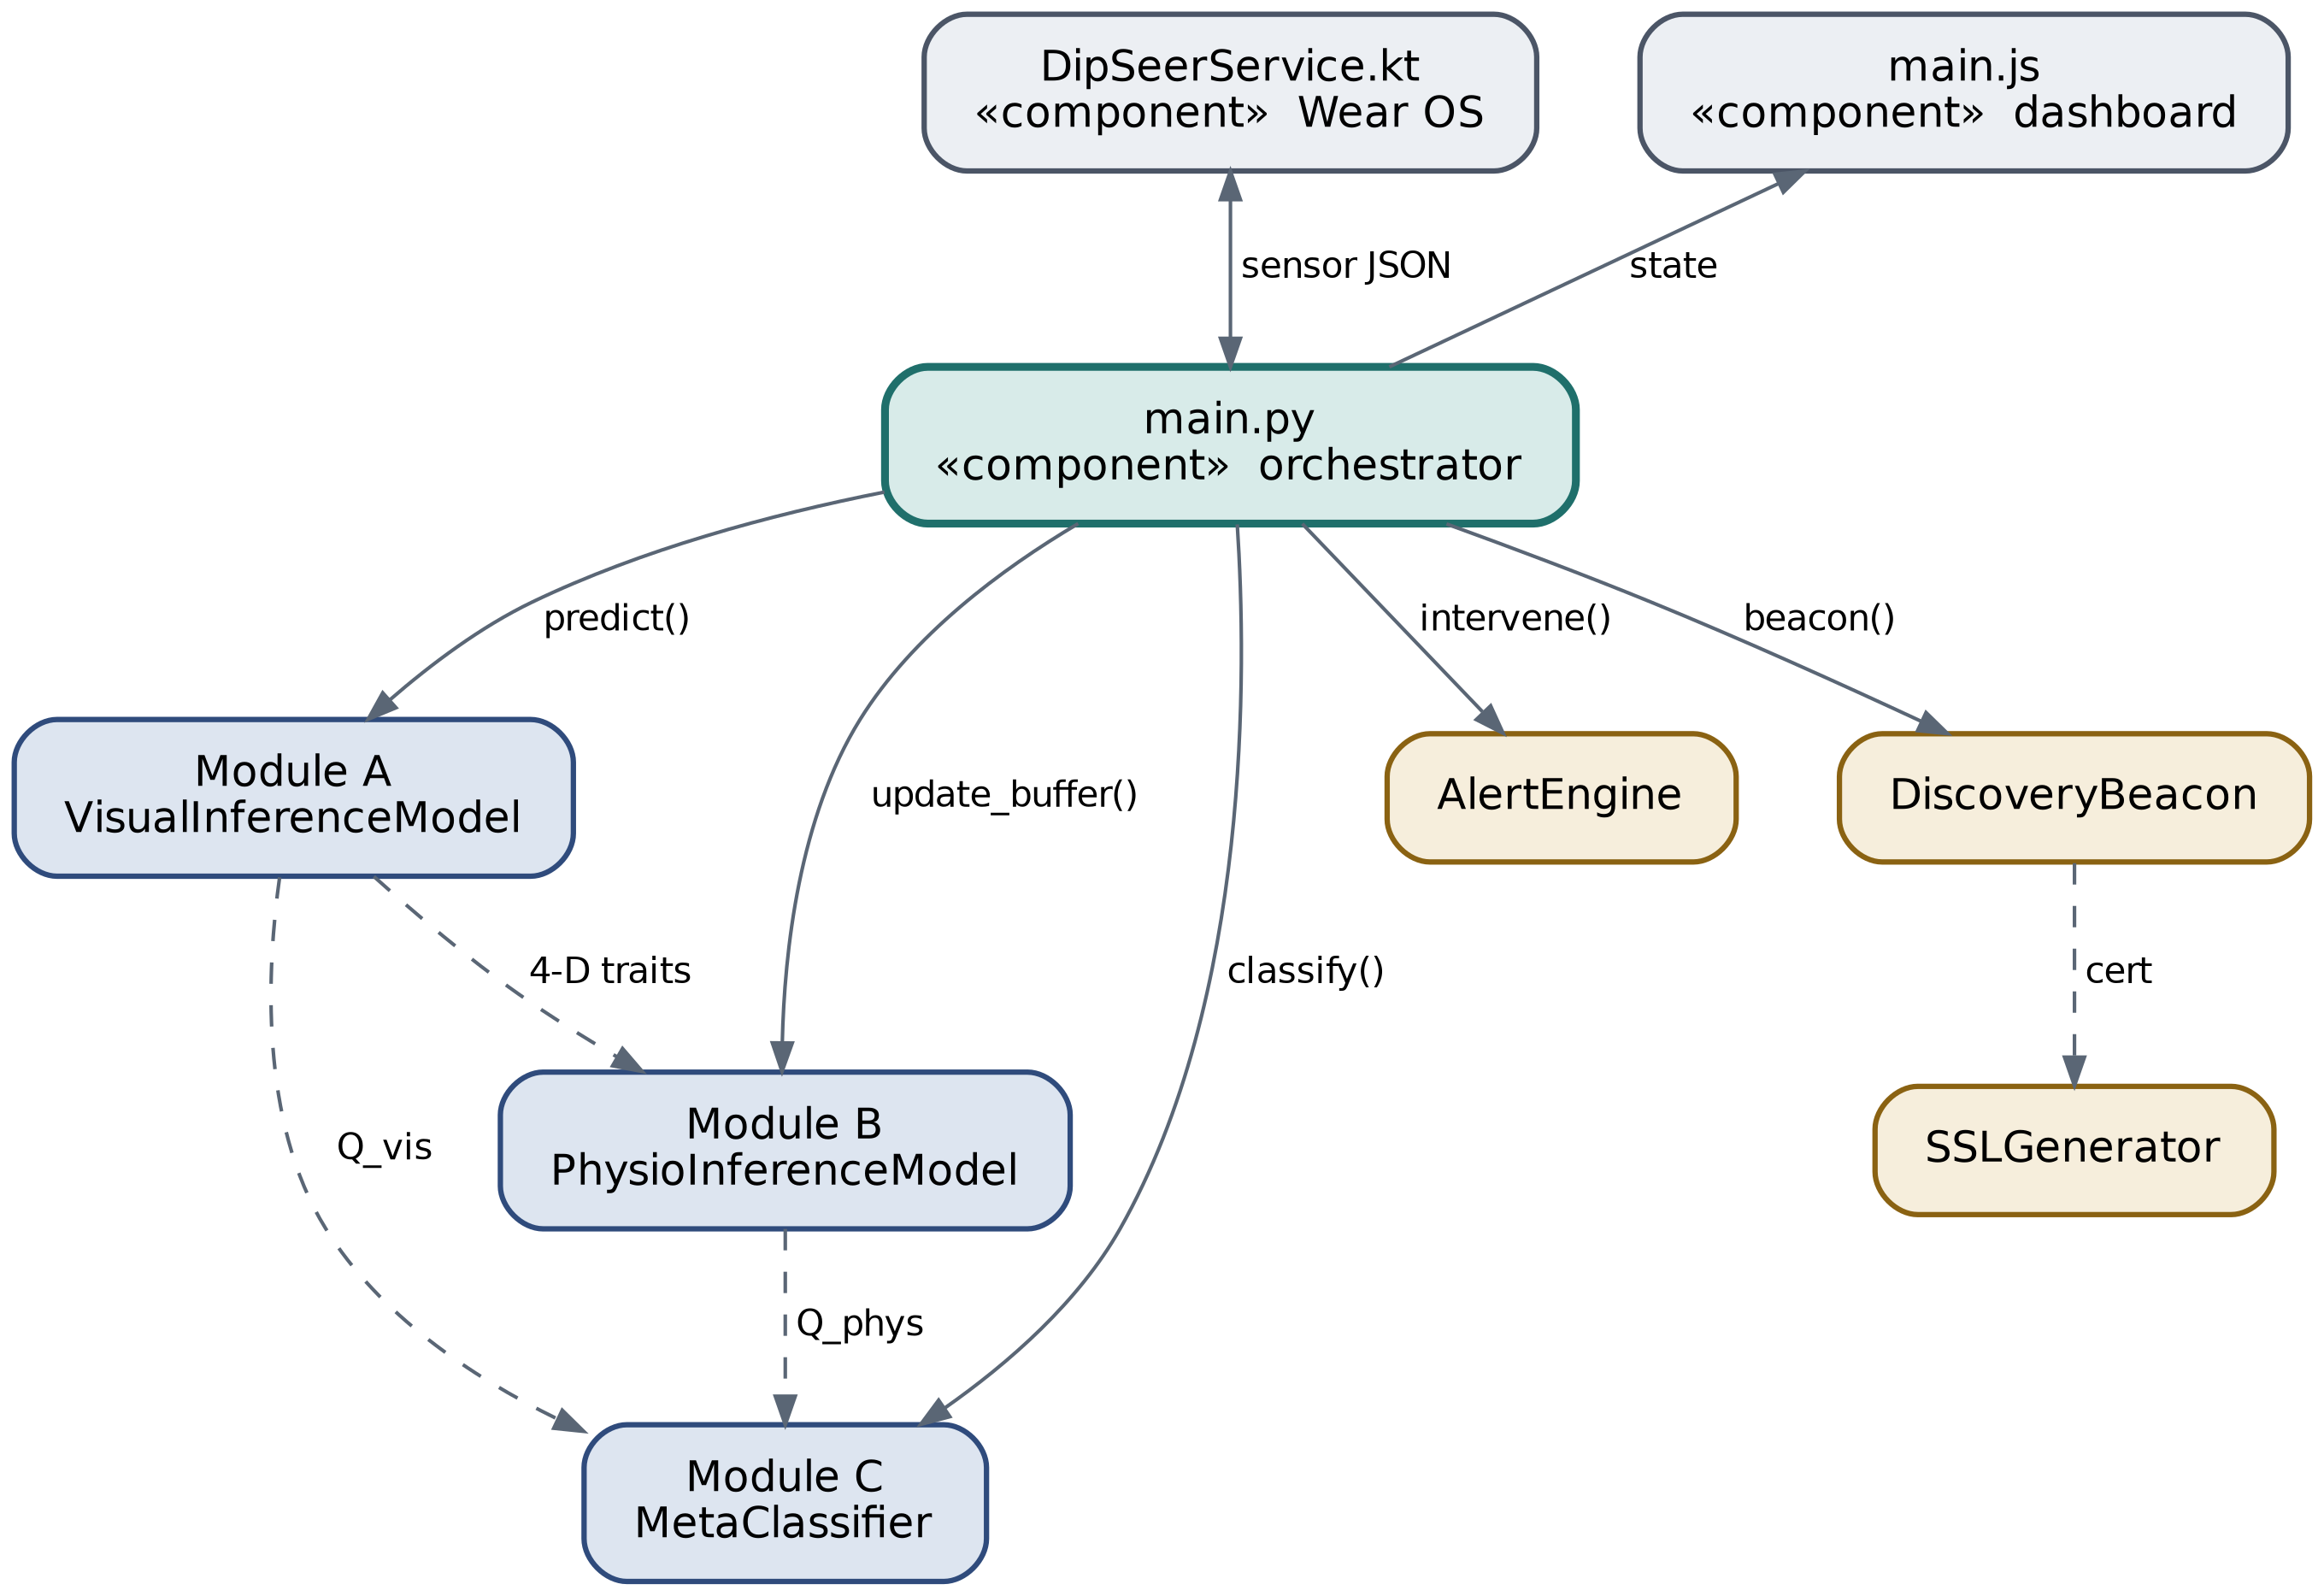 DipSeerService.kt
«component»  Wear OS
main.js
«component»  dashboard
sensor JSON
state
main.py
«component»  orchestrator
predict()
intervene()
beacon()
Module A
VisualInferenceModel
update_buffer()
AlertEngine
DiscoveryBeacon
4-D traits
classify()
cert
Q_vis
Module B
PhysioInferenceModel
SSLGenerator
Q_phys
Module C
MetaClassifier